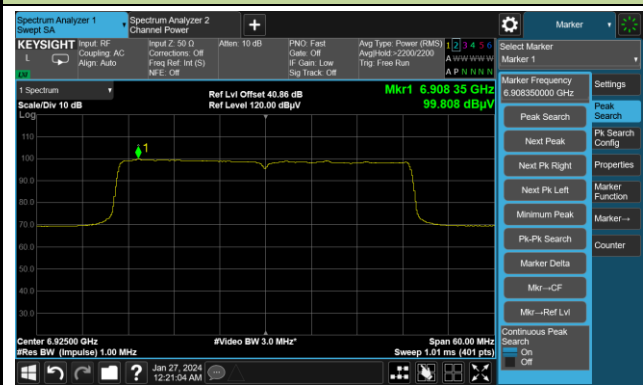 Spectrum Analyzer 1
Swept SA
Spectrum Analyzer 2
Channel Power
Marker
KEYSIGHT
L
LXI
Input: RF
Coupling: AC
Align: Auto
Input Z: 50 Ω
Corrections: Off
Freq Ref: Int (S)
NFE: Off
Atten: 10 dB
PNO: Fast
Gate: Off
IF Gain: Low
Sig Track: Off
Avg Type: Power (RMS)
Avg|Hold:>2200/2200
Trig: Free Run
1 2 3 4 5 6
A W W W W W
A P N N N N
Select Marker
Marker 1
1 Spectrum
Scale/Div 10 dB
Log
Ref Lvl Offset 40.86 dB
Ref Level 120.00 dBµV
Mkr1 6.908 35 GHz
99.808 dBµV
110
100
90.0
80.0
70.0
60.0
50.0
40.0
30.0
1
Center 6.92500 GHz
#Res BW (Impulse) 1.00 MHz
#Video BW 3.0 MHz*
Span 60.00 MHz
Sweep 1.01 ms (401 pts)
Marker Frequency
6.908350000 GHz
Peak Search
Next Peak
Next Pk Right
Next Pk Left
Minimum Peak
Pk-Pk Search
Marker Delta
Mkr→CF
Mkr→Ref Lvl
Continuous Peak
Search
On
Off
Settings
Peak
Search
Pk Search
Config
Properties
Marker
Function
Marker→
Counter
?
Jan 27, 2024
12:21:04 AM